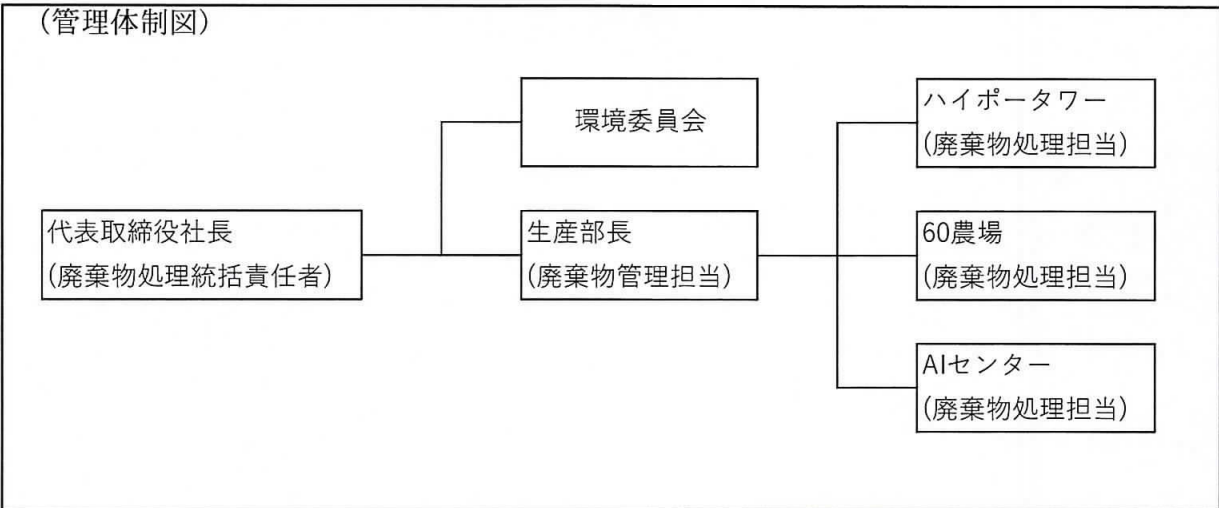 (管理体制図)
環境委員会
代表取締役社長
(廃棄物処理統括責任者)
生産部長
(廃棄物管理担当)
ハイポータワー
(廃棄物処理担当)
60農場
(廃棄物処理担当)
AIセンター
(廃棄物処理担当)